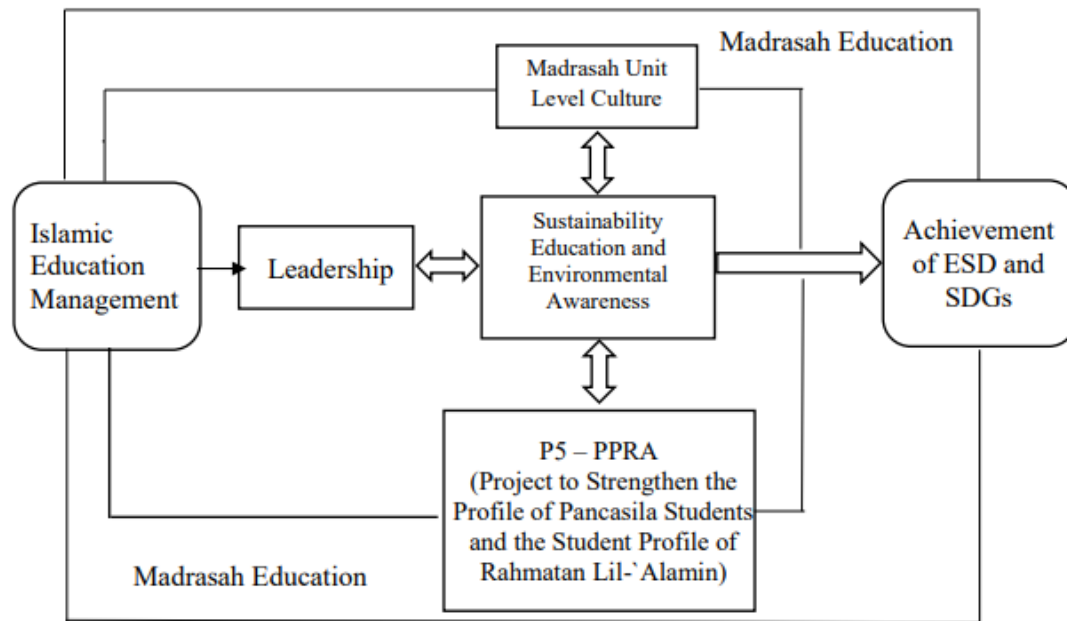 Madrasah Education
Madrasah Unit
Level Culture
Islamic
Education
Management
Leadership
Sustainability
Education and
Environmental
Awareness
Achievement
of ESD and
SDGs
P5 – PPRA
(Project to Strengthen the
Profile of Pancasila Students
and the Student Profile of
Rahmatan Lil-`Alamin)
Madrasah Education